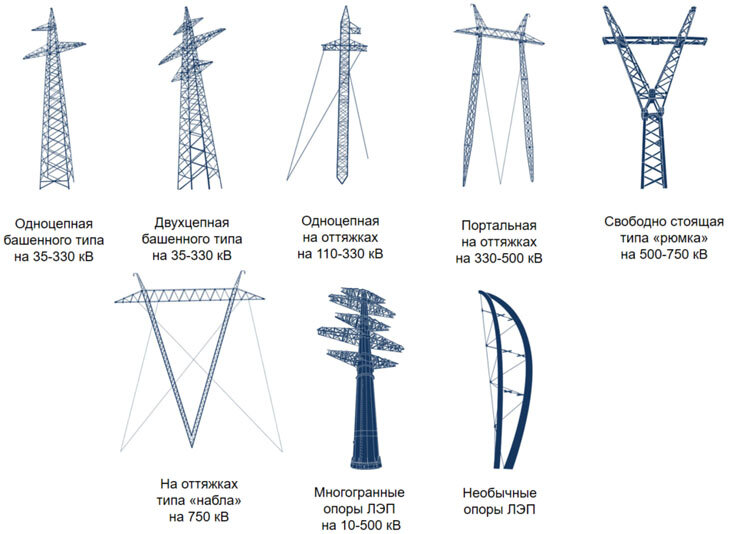 Одноцепная
башенного типа
на 35-330 кВ
Двухцепная
башенного типа
на 35-330 кВ
Одноцепная
на оттяжках
на 110-330 кВ
Портальная
на оттяжках
на 330-500 кВ
Свободно стоящая
типа «рюмка»
на 500-750 кВ
На оттяжках
типа «набла»
на 750 кВ
Многогранные
опоры ЛЭП
на 10-500 кВ
Необычные
опоры ЛЭП